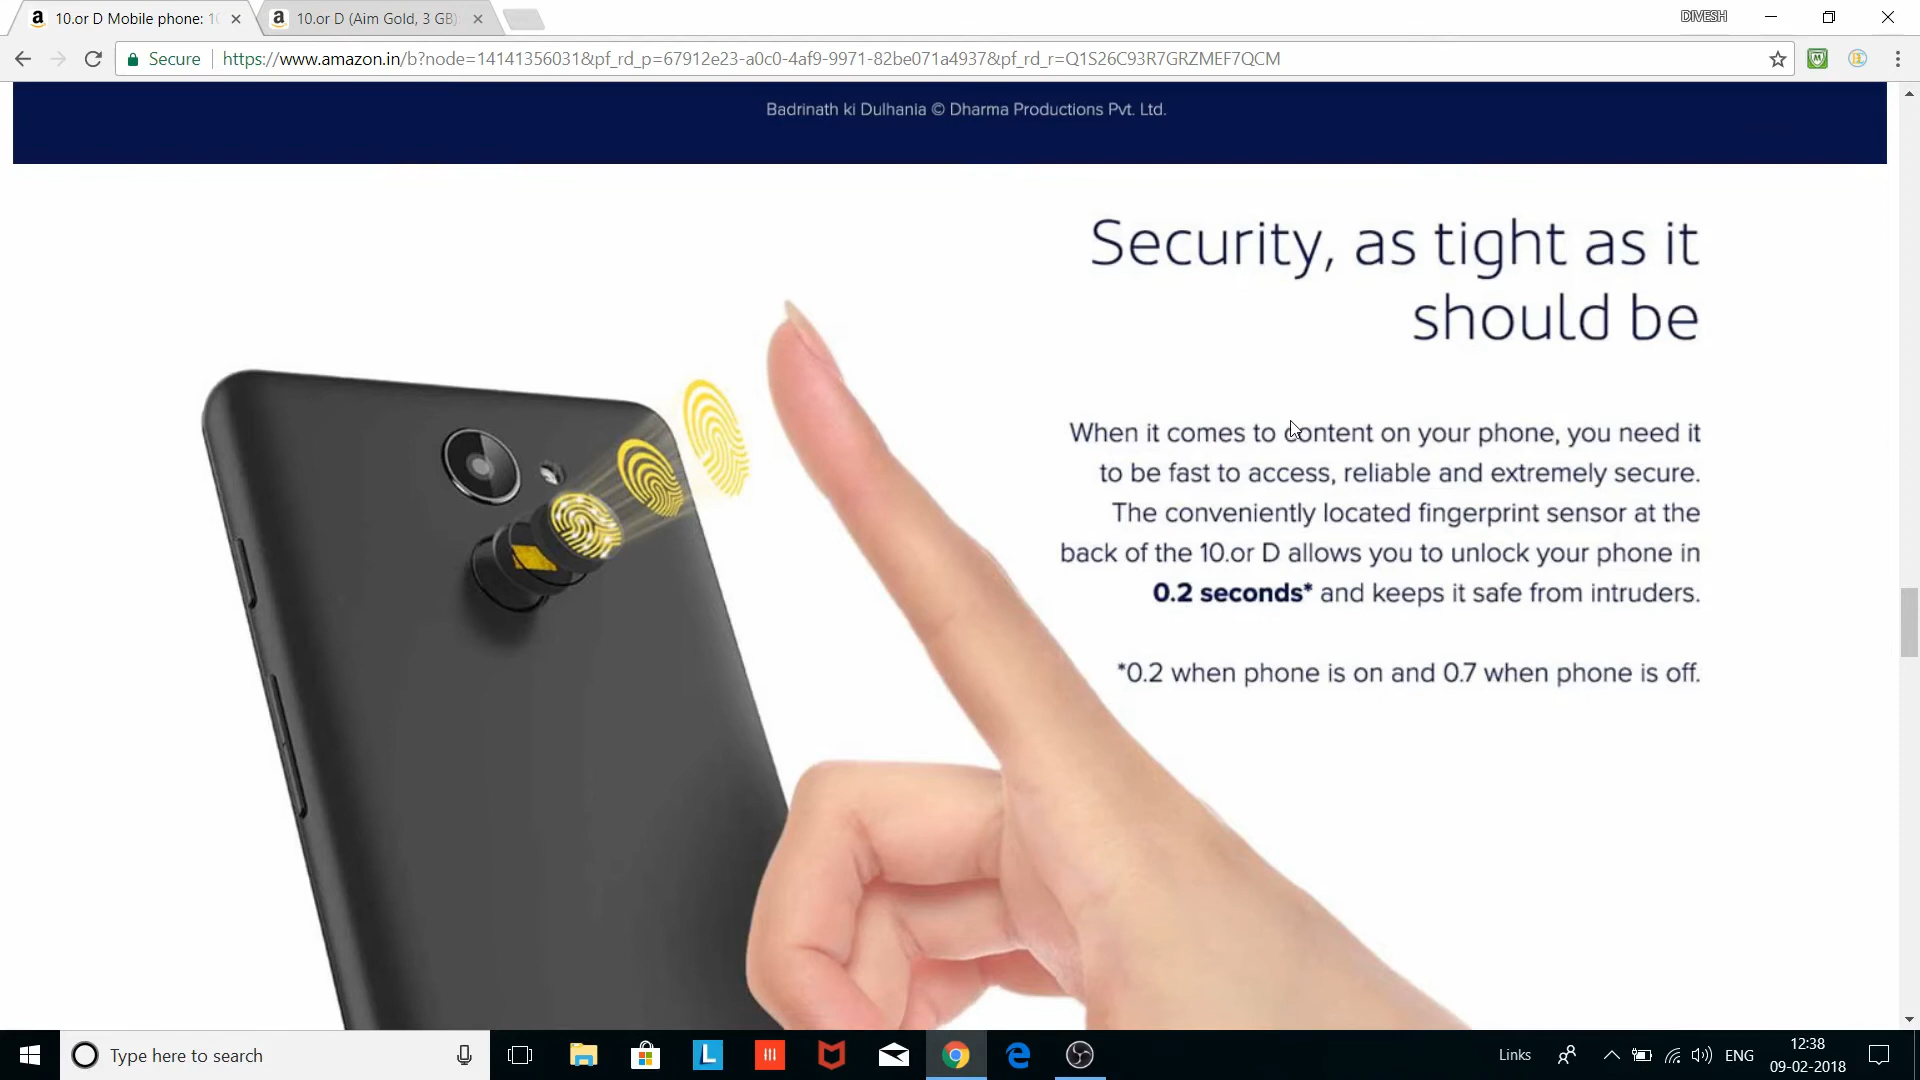 10.or D Mobile phone: 10
10.or D (Aim Gold, 3 GB)
DIVESH
Secure
https://www.amazon.in/b?node=14141356031&pf_rd_p=67912e23-a0c0-4af9-9971-82be071a4937&pf_rd_r=Q1S26C93R7GRZMEF7QCM
Badrinath ki Dulhania © Dharma Productions Pvt. Ltd.
Security, as tight as it
should be
When it comes to content on your phone, you need it
to be fast to access, reliable and extremely secure.
The conveniently located fingerprint sensor at the
back of the 10.or D allows you to unlock your phone in
0.2 seconds* and keeps it safe from intruders.
*0.2 when phone is on and 0.7 when phone is off.
Type here to search
Links
ENG
12:38
09-02-2018